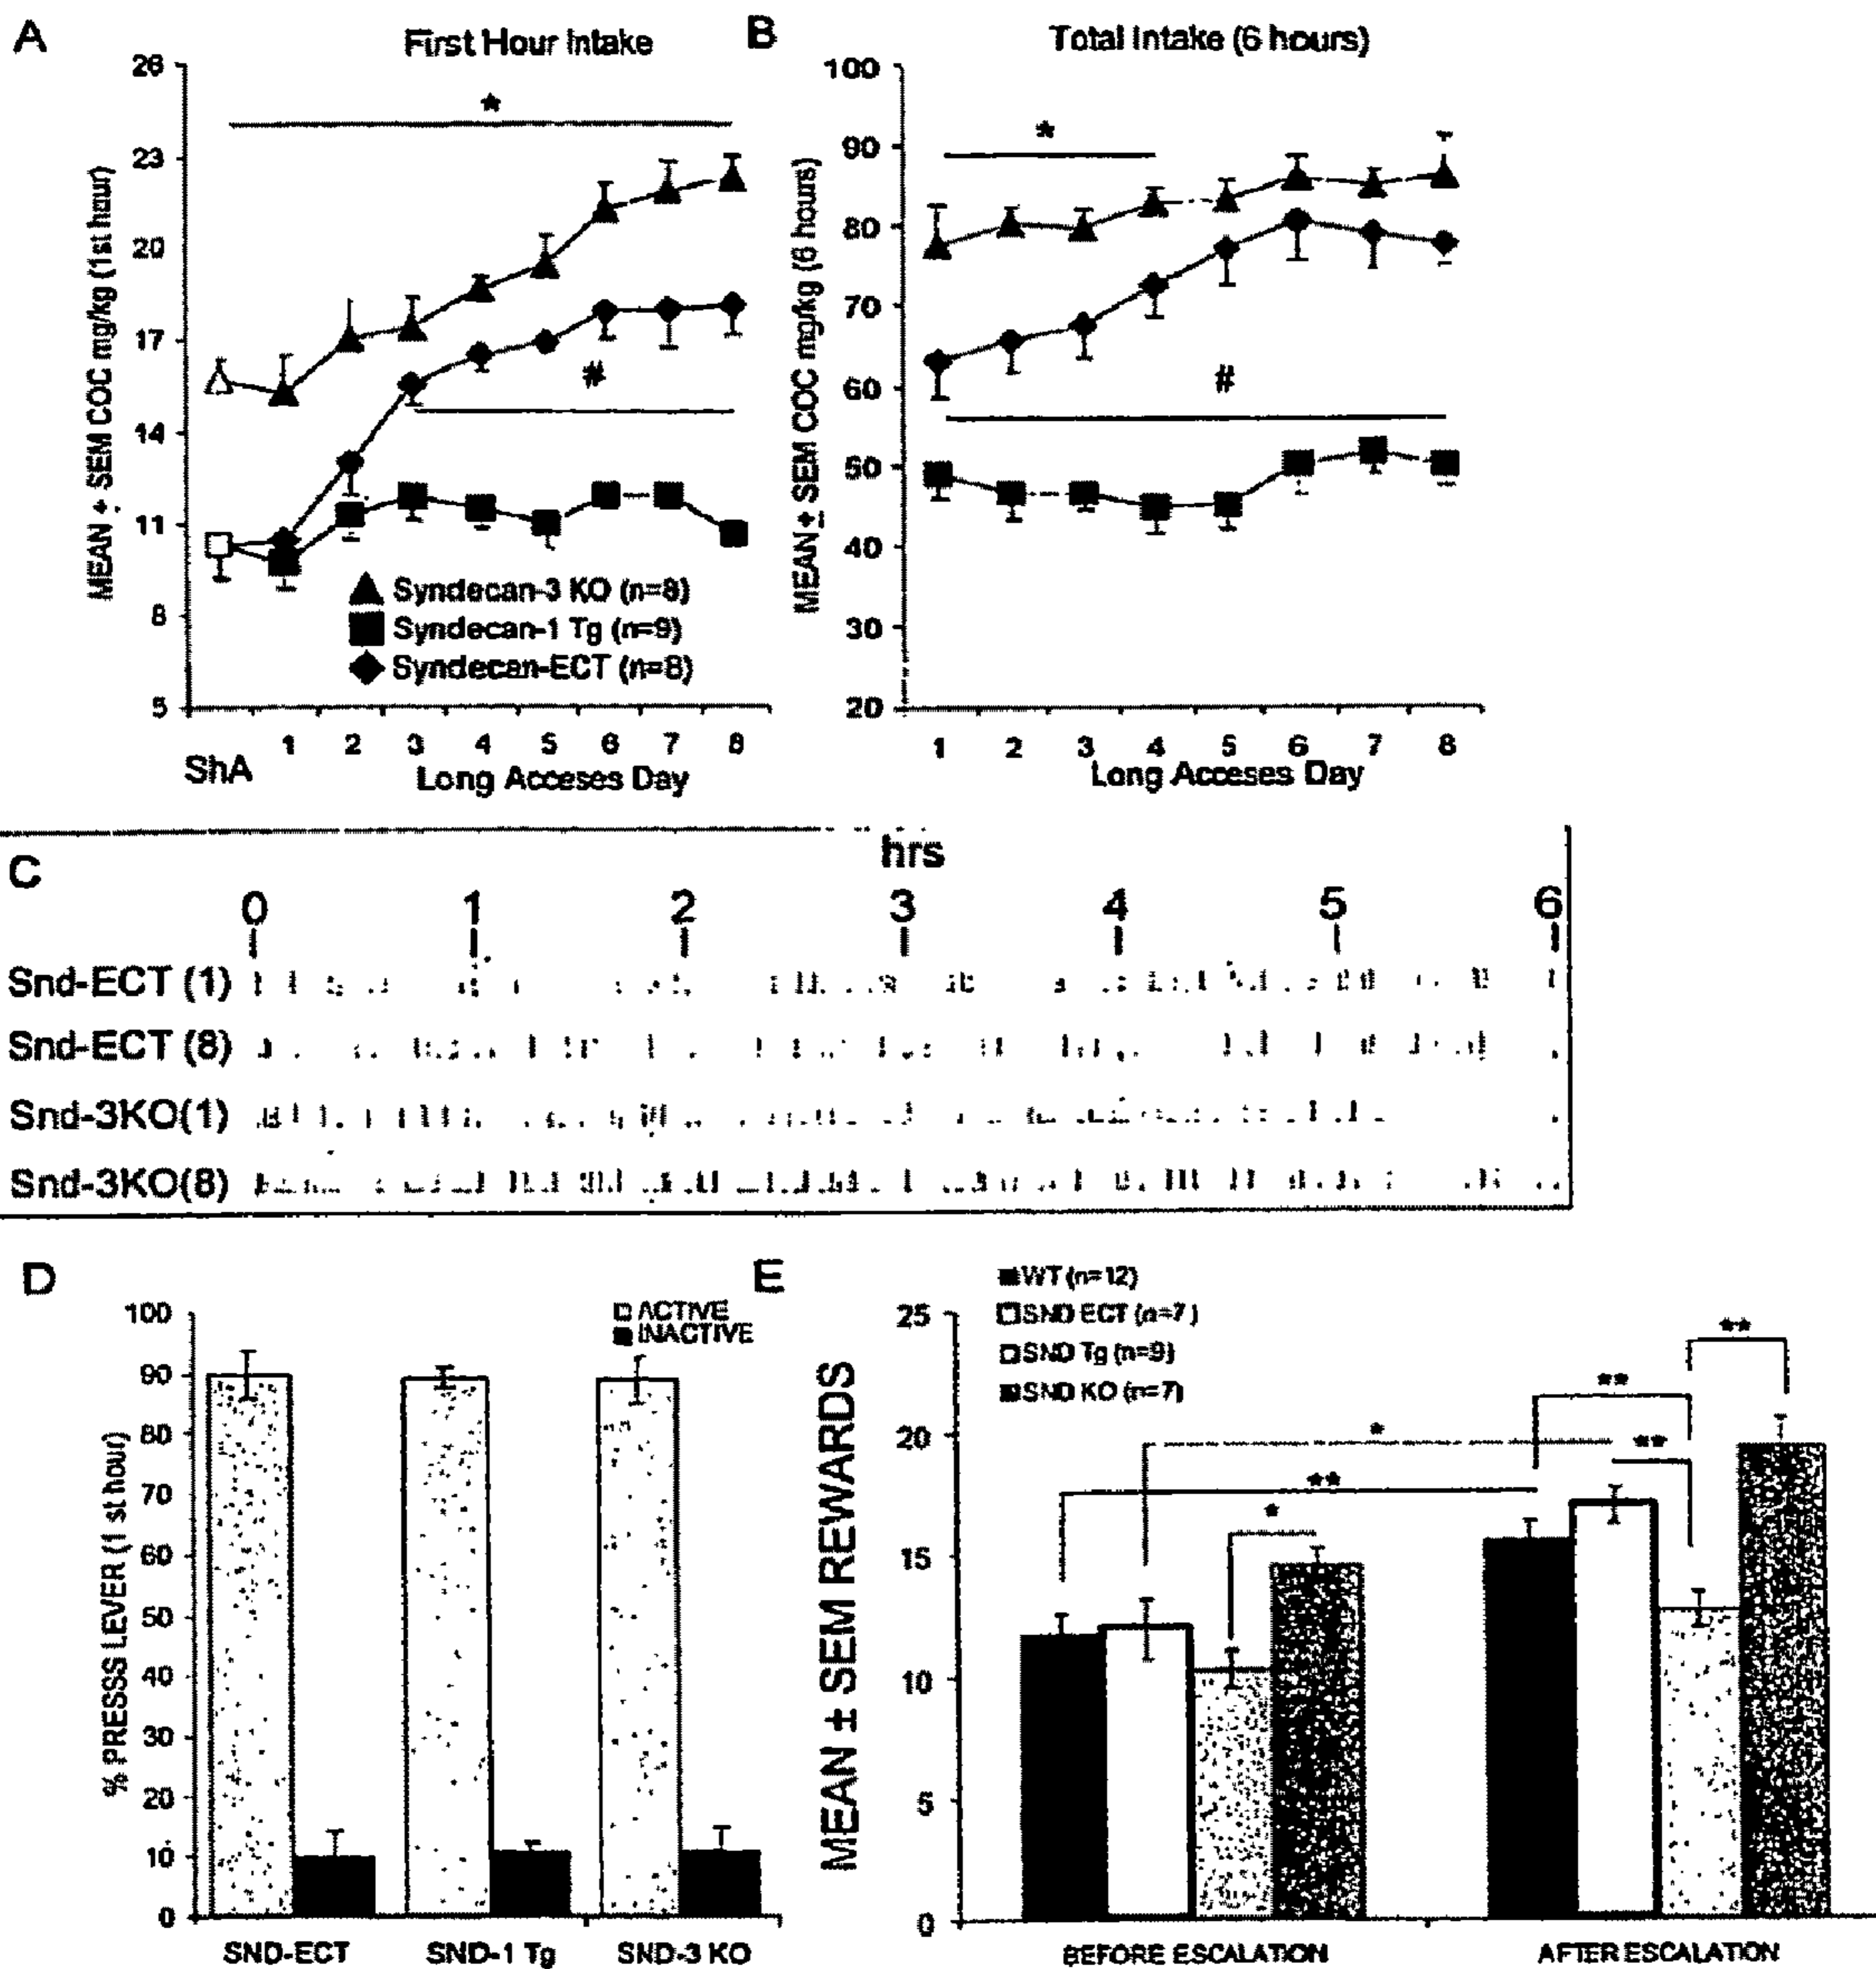 A
First Hour Intake
MEAN ± SEM COC mg/kg (1st hour)
26
23
20
17
14
11
8
5
*
#
Syndecan-3 KO (n=8)
Syndecan-1 Tg (n=9)
Syndecan-ECT (n=8)
ShA
1 2 3 4 5 6 7 8
Long Acceses Day
B
Total Intake (6 hours)
MEAN ± SEM COC mg/kg (6 hours)
100
90
80
70
60
50
40
30
20
*
#
1 2 3 4 5 6 7 8
Long Acceses Day
C
hrs
0 1 2 3 4 5 6
Snd-ECT (1)
Snd-ECT (8)
Snd-3KO(1)
Snd-3KO(8)
D
% PRESS LEVER (1 st hour)
100
90
80
70
60
50
40
30
20
10
0
ACTIVE
INACTIVE
SND-ECT SND-1 Tg SND-3 KO
E
MEAN ± SEM REWARDS
WT (n=12)
SND ECT (n=7)
SND Tg (n=9)
SND KO (n=7)
25
20
15
10
5
0
**
**
*
**
**
*
BEFORE ESCALATION AFTER ESCALATION